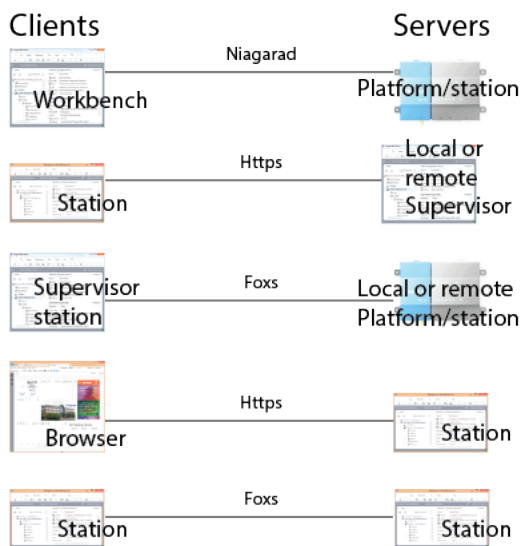 Clients
Servers
Niagarad
Workbench
Platform/station
Https
Station
Local or
remote
Supervisor
Foxs
Supervisor
station
Local or remote
Platform/station
Https
Browser
Station
Foxs
Station
Station